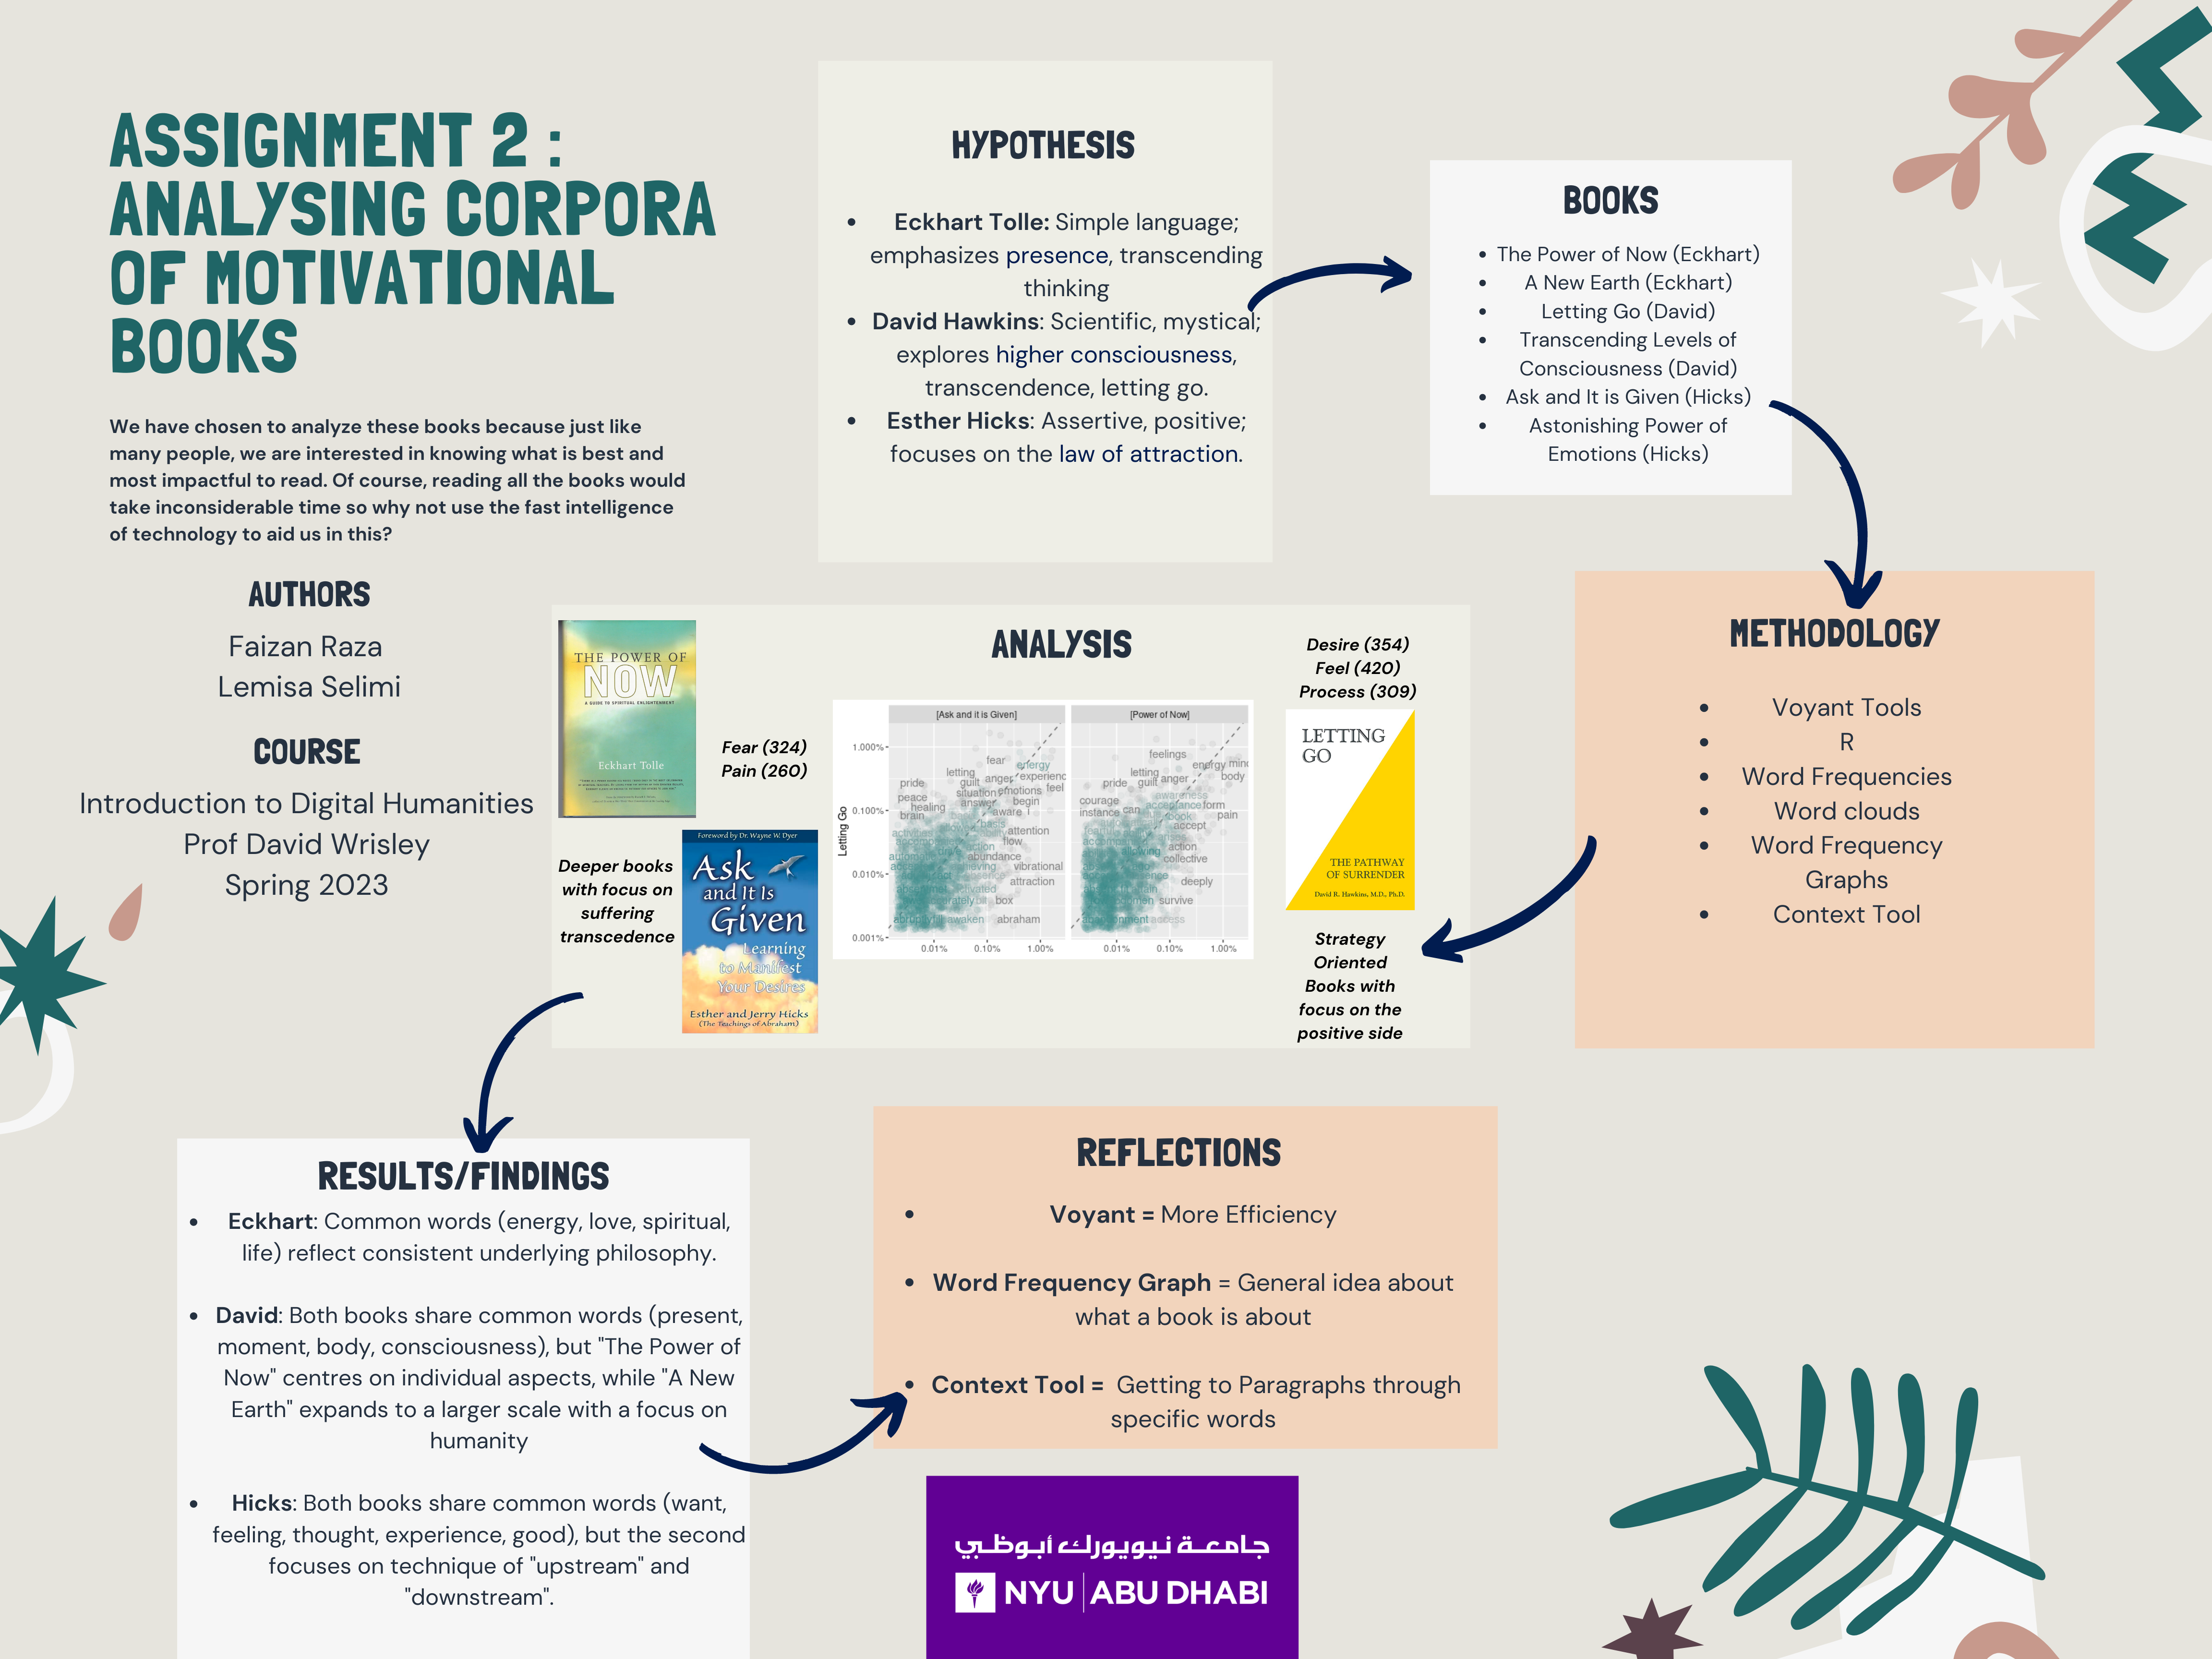 ASSIGNMENT 2 :
ANALYSING CORPORA
OF MOTIVATIONAL
BOOKS
We have chosen to analyze these books because just like
many people, we are interested in knowing what is best and
most impactful to read. Of course, reading all the books would
take inconsiderable time so why not use the fast intelligence
of technology to aid us in this?
AUTHORS
Faizan Raza
Lemisa Selimi
COURSE
Introduction to Digital Humanities
Prof David Wrisley
Spring 2023
HYPOTHESIS
• Eckhart Tolle: Simple language;
emphasizes presence, transcending
thinking
• David Hawkins: Scientific, mystical;
explores higher consciousness,
transcendence, letting go.
• Esther Hicks: Assertive, positive;
focuses on the law of attraction.
BOOKS
• The Power of Now (Eckhart)
• A New Earth (Eckhart)
• Letting Go (David)
• Transcending Levels of
Consciousness (David)
• Ask and It is Given (Hicks)
• Astonishing Power of
Emotions (Hicks)
METHODOLOGY
• Voyant Tools
• R
• Word Frequencies
• Word clouds
• Word Frequency
Graphs
• Context Tool
ANALYSIS
THE POWER OF
NOW
A GUIDE TO SPIRITUAL ENLIGHTENMENT
Eckhart Tolle
Fear (324)
Pain (260)
Deeper books
with focus on
suffering
transcedence
Foreword by Dr. Wayne W. Dyer
Ask
and It Is
Given
Learning
to Manifest
Your Desires
Esther and Jerry Hicks
(The Teachings of Abraham)
[Ask and it is Given]
[Power of Now]
Letting Go
1.000%
0.100%
0.010%
0.001%
fear
energy
letting
anger
experienc
pride
guilt
situation
emotions
feel
peace
answer
begin
healing
aware
brain
attention
flow
action
abundance
vibrational
attraction
box
awaken
abraham
0.01%
0.10%
1.00%
feelings
energy
mind
letting
body
pride
guilt
anger
awareness
courage
acceptance
form
instance
can
book
pain
accept
action
collective
deeply
survive
access
0.01%
0.10%
1.00%
Desire (354)
Feel (420)
Process (309)
LETTING
GO
THE PATHWAY
OF SURRENDER
David R. Hawkins, M.D., Ph.D.
Strategy
Oriented
Books with
focus on the
positive side
RESULTS/FINDINGS
• Eckhart: Common words (energy, love, spiritual,
life) reflect consistent underlying philosophy.
• David: Both books share common words (present,
moment, body, consciousness), but "The Power of
Now" centres on individual aspects, while "A New
Earth" expands to a larger scale with a focus on
humanity
• Hicks: Both books share common words (want,
feeling, thought, experience, good), but the second
focuses on technique of "upstream" and
"downstream".
REFLECTIONS
• Voyant = More Efficiency
• Word Frequency Graph = General idea about
what a book is about
• Context Tool = Getting to Paragraphs through
specific words
جامعة نيويورك أبوظبي
NYU | ABU DHABI